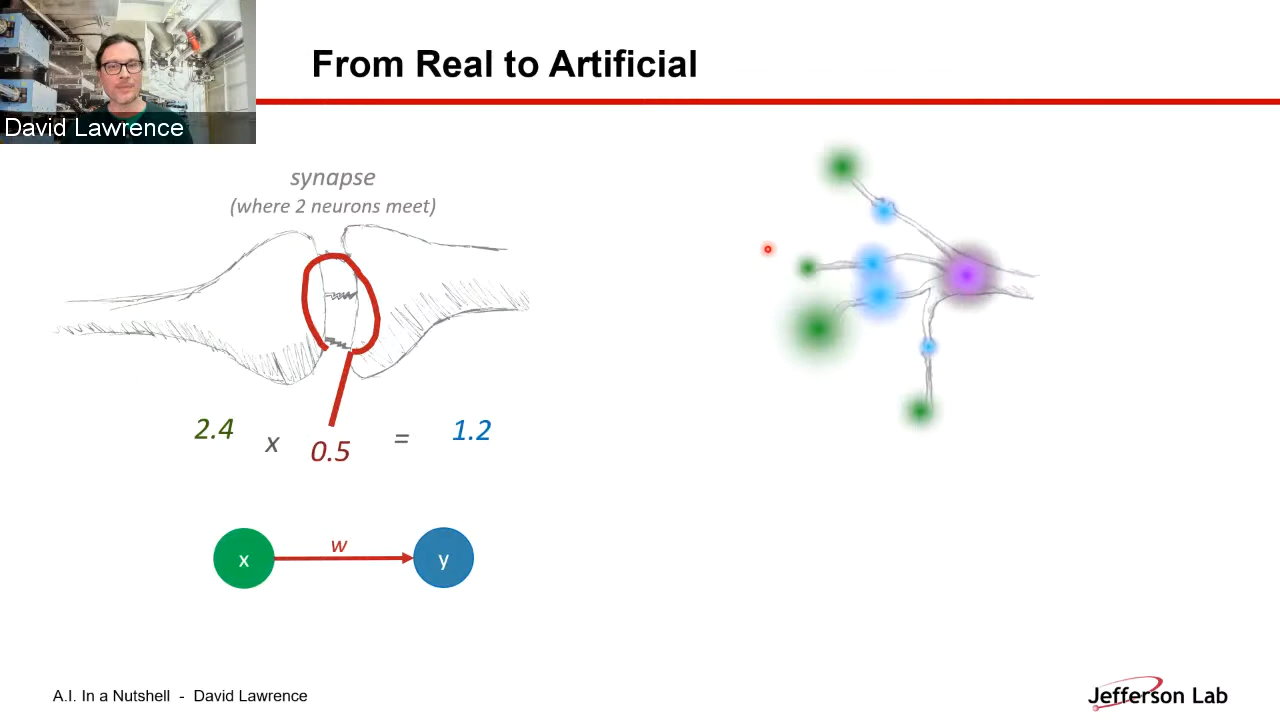 From Real to Artificial
David Lawrence
synapse
(where 2 neurons meet)
2.4 x 0.5 = 1.2
x w y
A.I. In a Nutshell - David Lawrence
Jefferson Lab